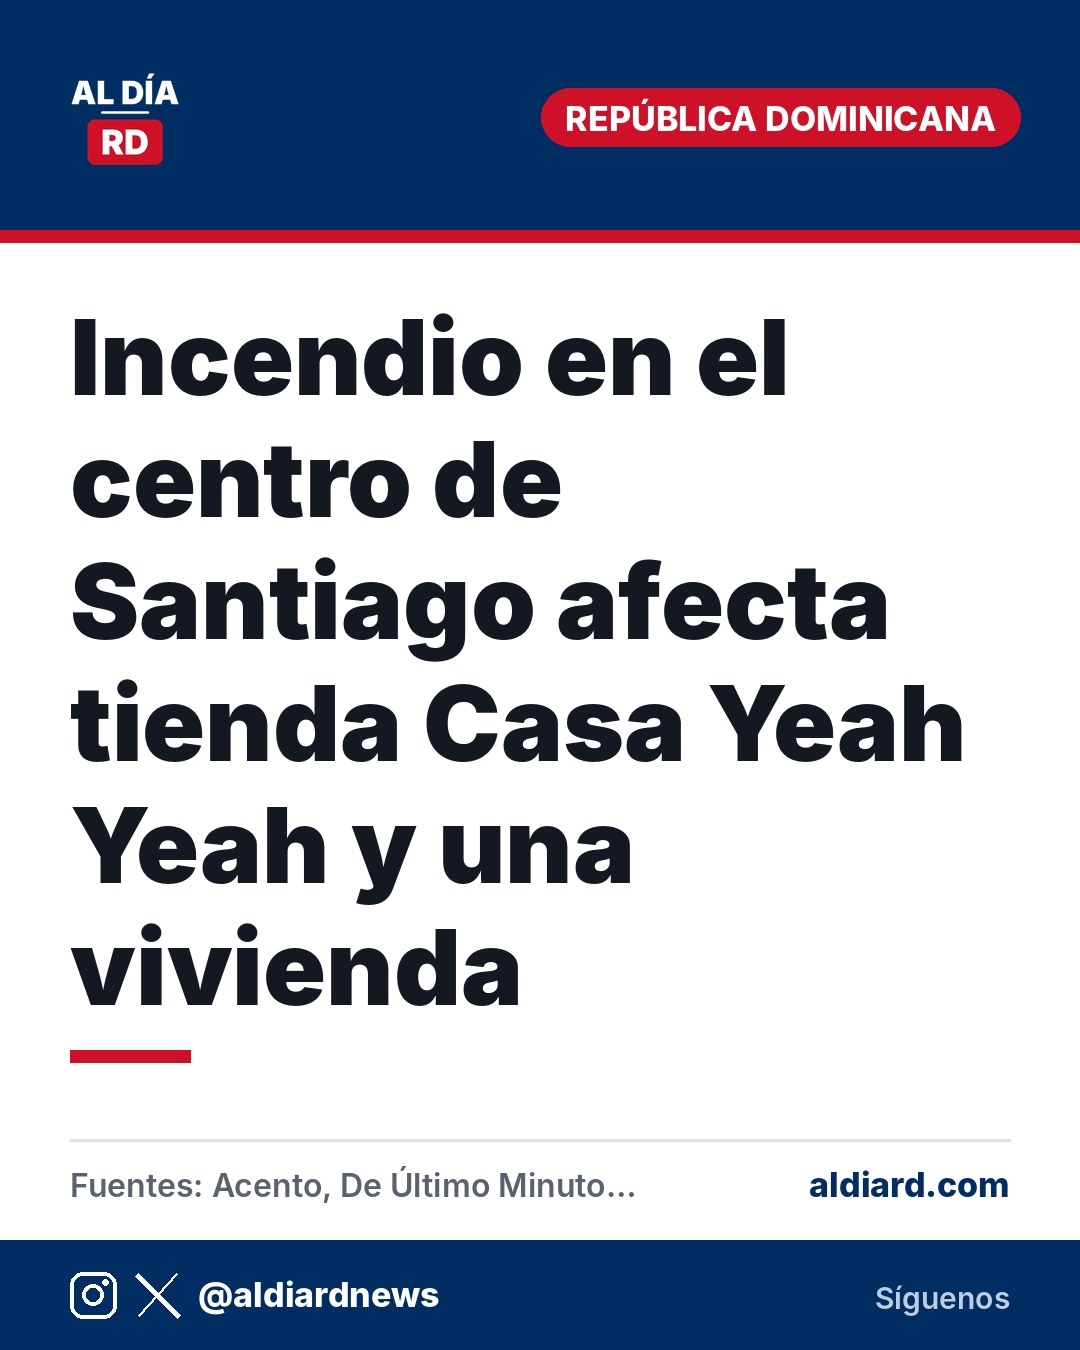 AL DÍA
RD
REPÚBLICA DOMINICANA
Incendio en el
centro de
Santiago afecta
tienda Casa Yeah
Yeah y una
vivienda
Fuentes: Acento, De Último Minuto...
aldiard.com
@aldiardnews
Síguenos